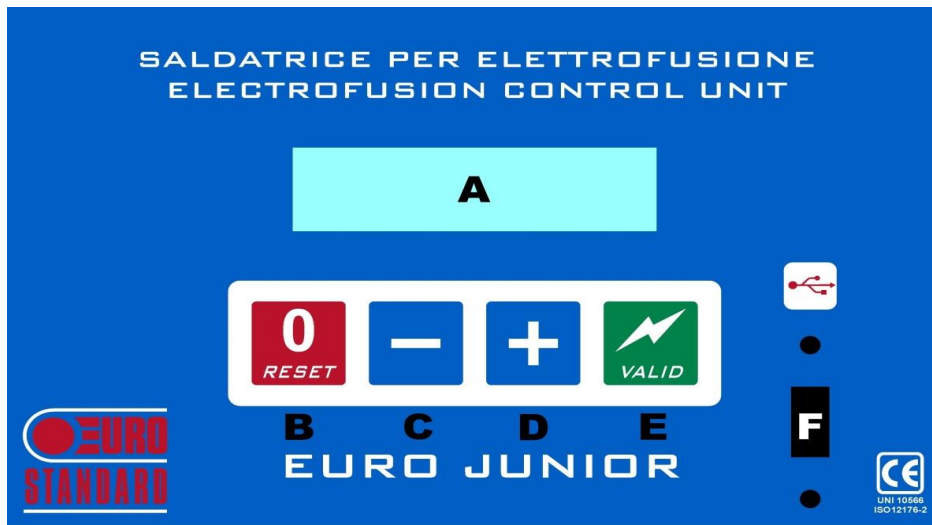 SALDATRICE PER ELETTROFUSIONE
ELECTROFUSION CONTROL UNIT
A
0 − + 
RESET VALID
B C D E F
EURO
STANDARD
EURO JUNIOR
CE
UNI 10566
ISO12176-2